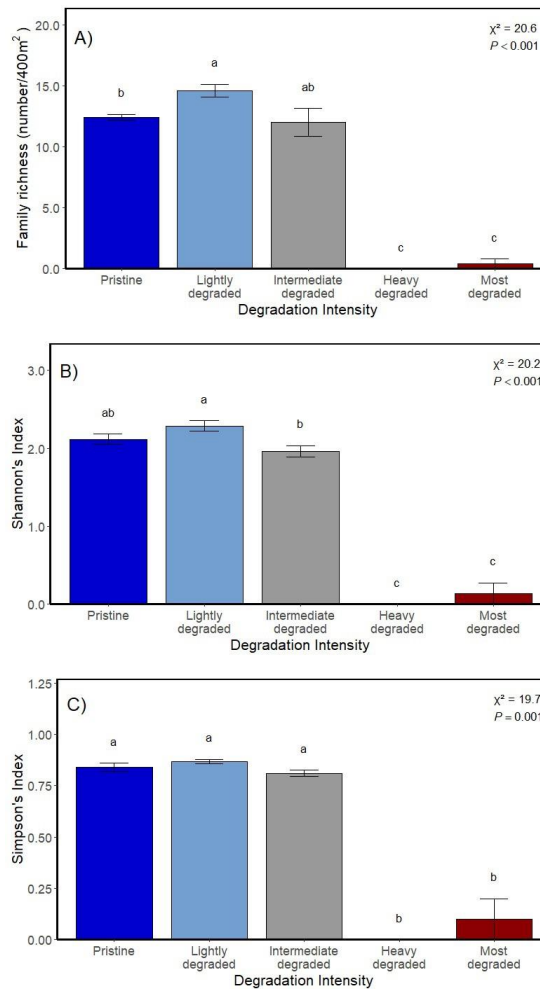 A)
χ² = 20.6
P < 0.001
Family richness (number/400m²)
20.0
15.0
10.0
5.0
0.0
b
a
ab
c
c
Pristine
Lightly degraded
Intermediate degraded
Heavy degraded
Most degraded
Degradation Intensity
B)
χ² = 20.2
P < 0.001
Shannon's Index
3.0
2.0
1.0
0.0
ab
a
b
c
c
Pristine
Lightly degraded
Intermediate degraded
Heavy degraded
Most degraded
Degradation Intensity
C)
χ² = 19.7
P = 0.001
Simpson's Index
1.25
1.00
0.75
0.50
0.25
0.00
a
a
a
b
b
Pristine
Lightly degraded
Intermediate degraded
Heavy degraded
Most degraded
Degradation Intensity